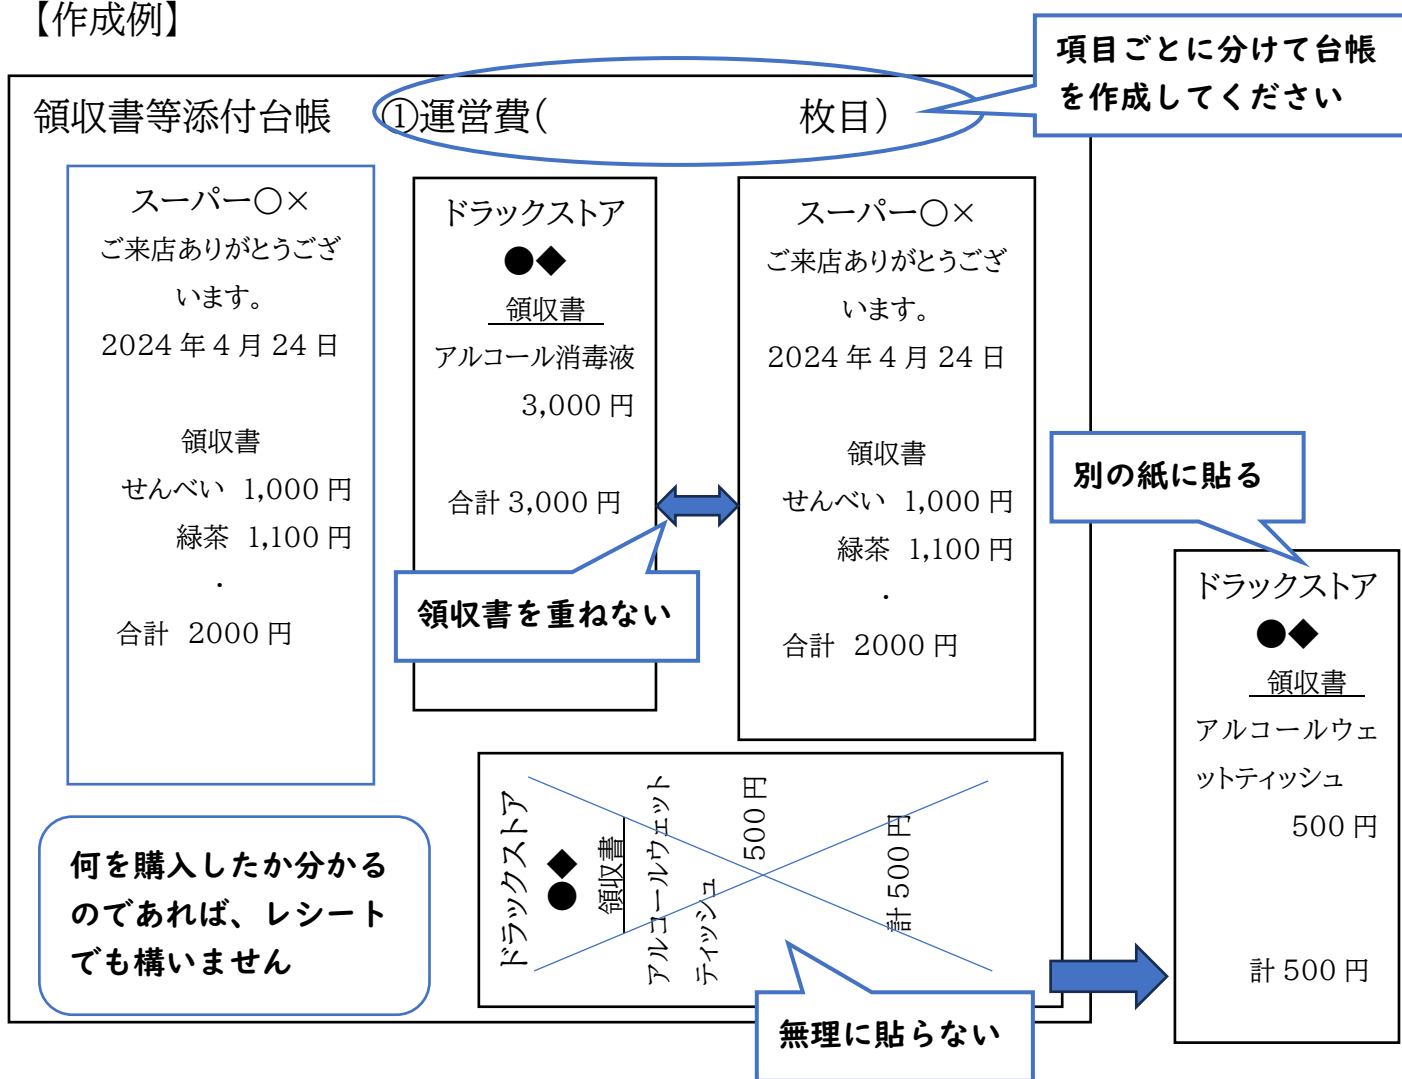 【作成例】
項目ごとに分けて台帳
を作成してください
領収書等添付台帳 ①運営費( 枚目)
スーパー○×
ご来店ありがとうござ
います。
2024年4月24日
領収書
せんべい 1,000円
緑茶 1,100円
.
合計 2000円
ドラックストア
●◆
領収書
アルコール消毒液
3,000円
合計3,000円
スーパー○×
ご来店ありがとうござ
います。
2024年4月24日
領収書
せんべい 1,000円
緑茶 1,100円
.
合計 2000円
領収書を重ねない
別の紙に貼る
ドラックストア
●◆
領収書
アルコールウェ
ットティッシュ
500円
計500円
何を購入したか分かる
のであれば、レシート
でも構いません
ドラックストア
●◆
領収書
アルコールウェット
ティッシュ
500円
計500円
無理に貼らない